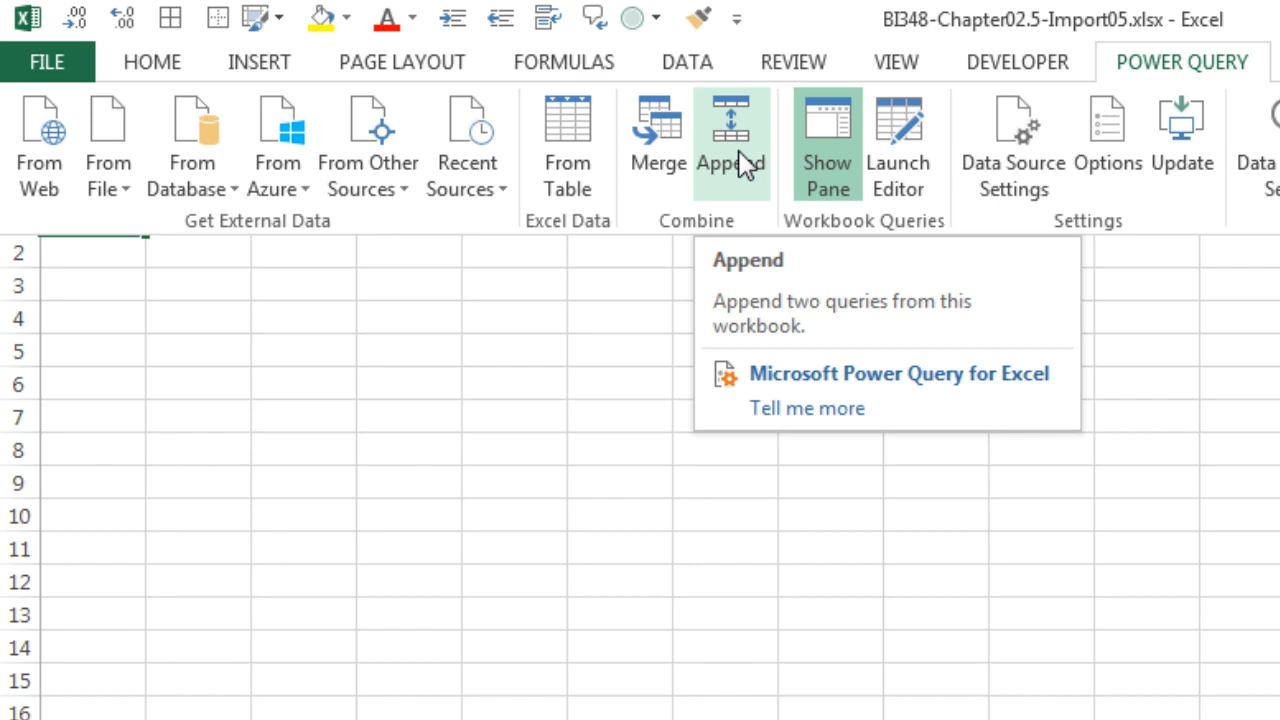 .00 .0
→.0 ←.00
A
BI348-Chapter02.5-Import05.xlsx - Excel
FILE HOME INSERT PAGE LAYOUT FORMULAS DATA REVIEW VIEW DEVELOPER POWER QUERY
From Web
From File
From Database
From Azure
From Other Sources
Recent Sources
From Table
Merge
Append
Show Pane
Launch Editor
Data Source Settings
Options
Update
Data
Get External Data
Excel Data
Combine
Workbook Queries
Settings
Append
Append two queries from this
workbook.
Microsoft Power Query for Excel
Tell me more
2
3
4
5
6
7
8
9
10
11
12
13
14
15
16